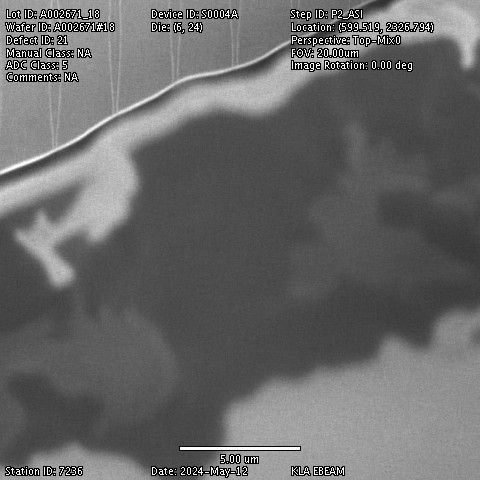 Lot ID: A002671_18
Wafer ID: A002671#18
Defect ID: 21
Manual Class: NA
ADC Class: 5
Comments: NA
Device ID: S0004A
Die: (6, 24)
Step ID: P2_ASI
Location: (599.519, 2326.794)
Perspective: Top-Mix0
FOV: 20.00um
Image Rotation: 0.00 deg
5.00 um
Station ID: 7236
Date: 2024-May-12
KLA EBEAM